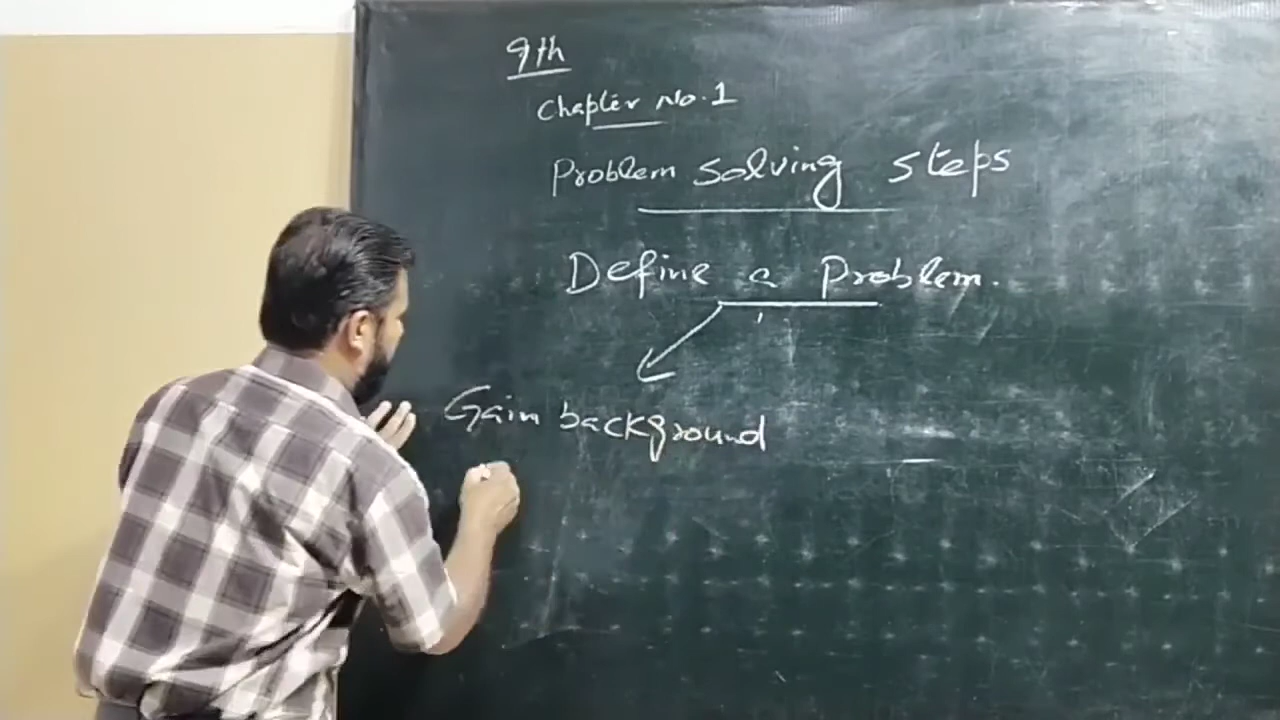 9th
Chapter No.1
Problem solving steps
Define a Problem.
Gain background